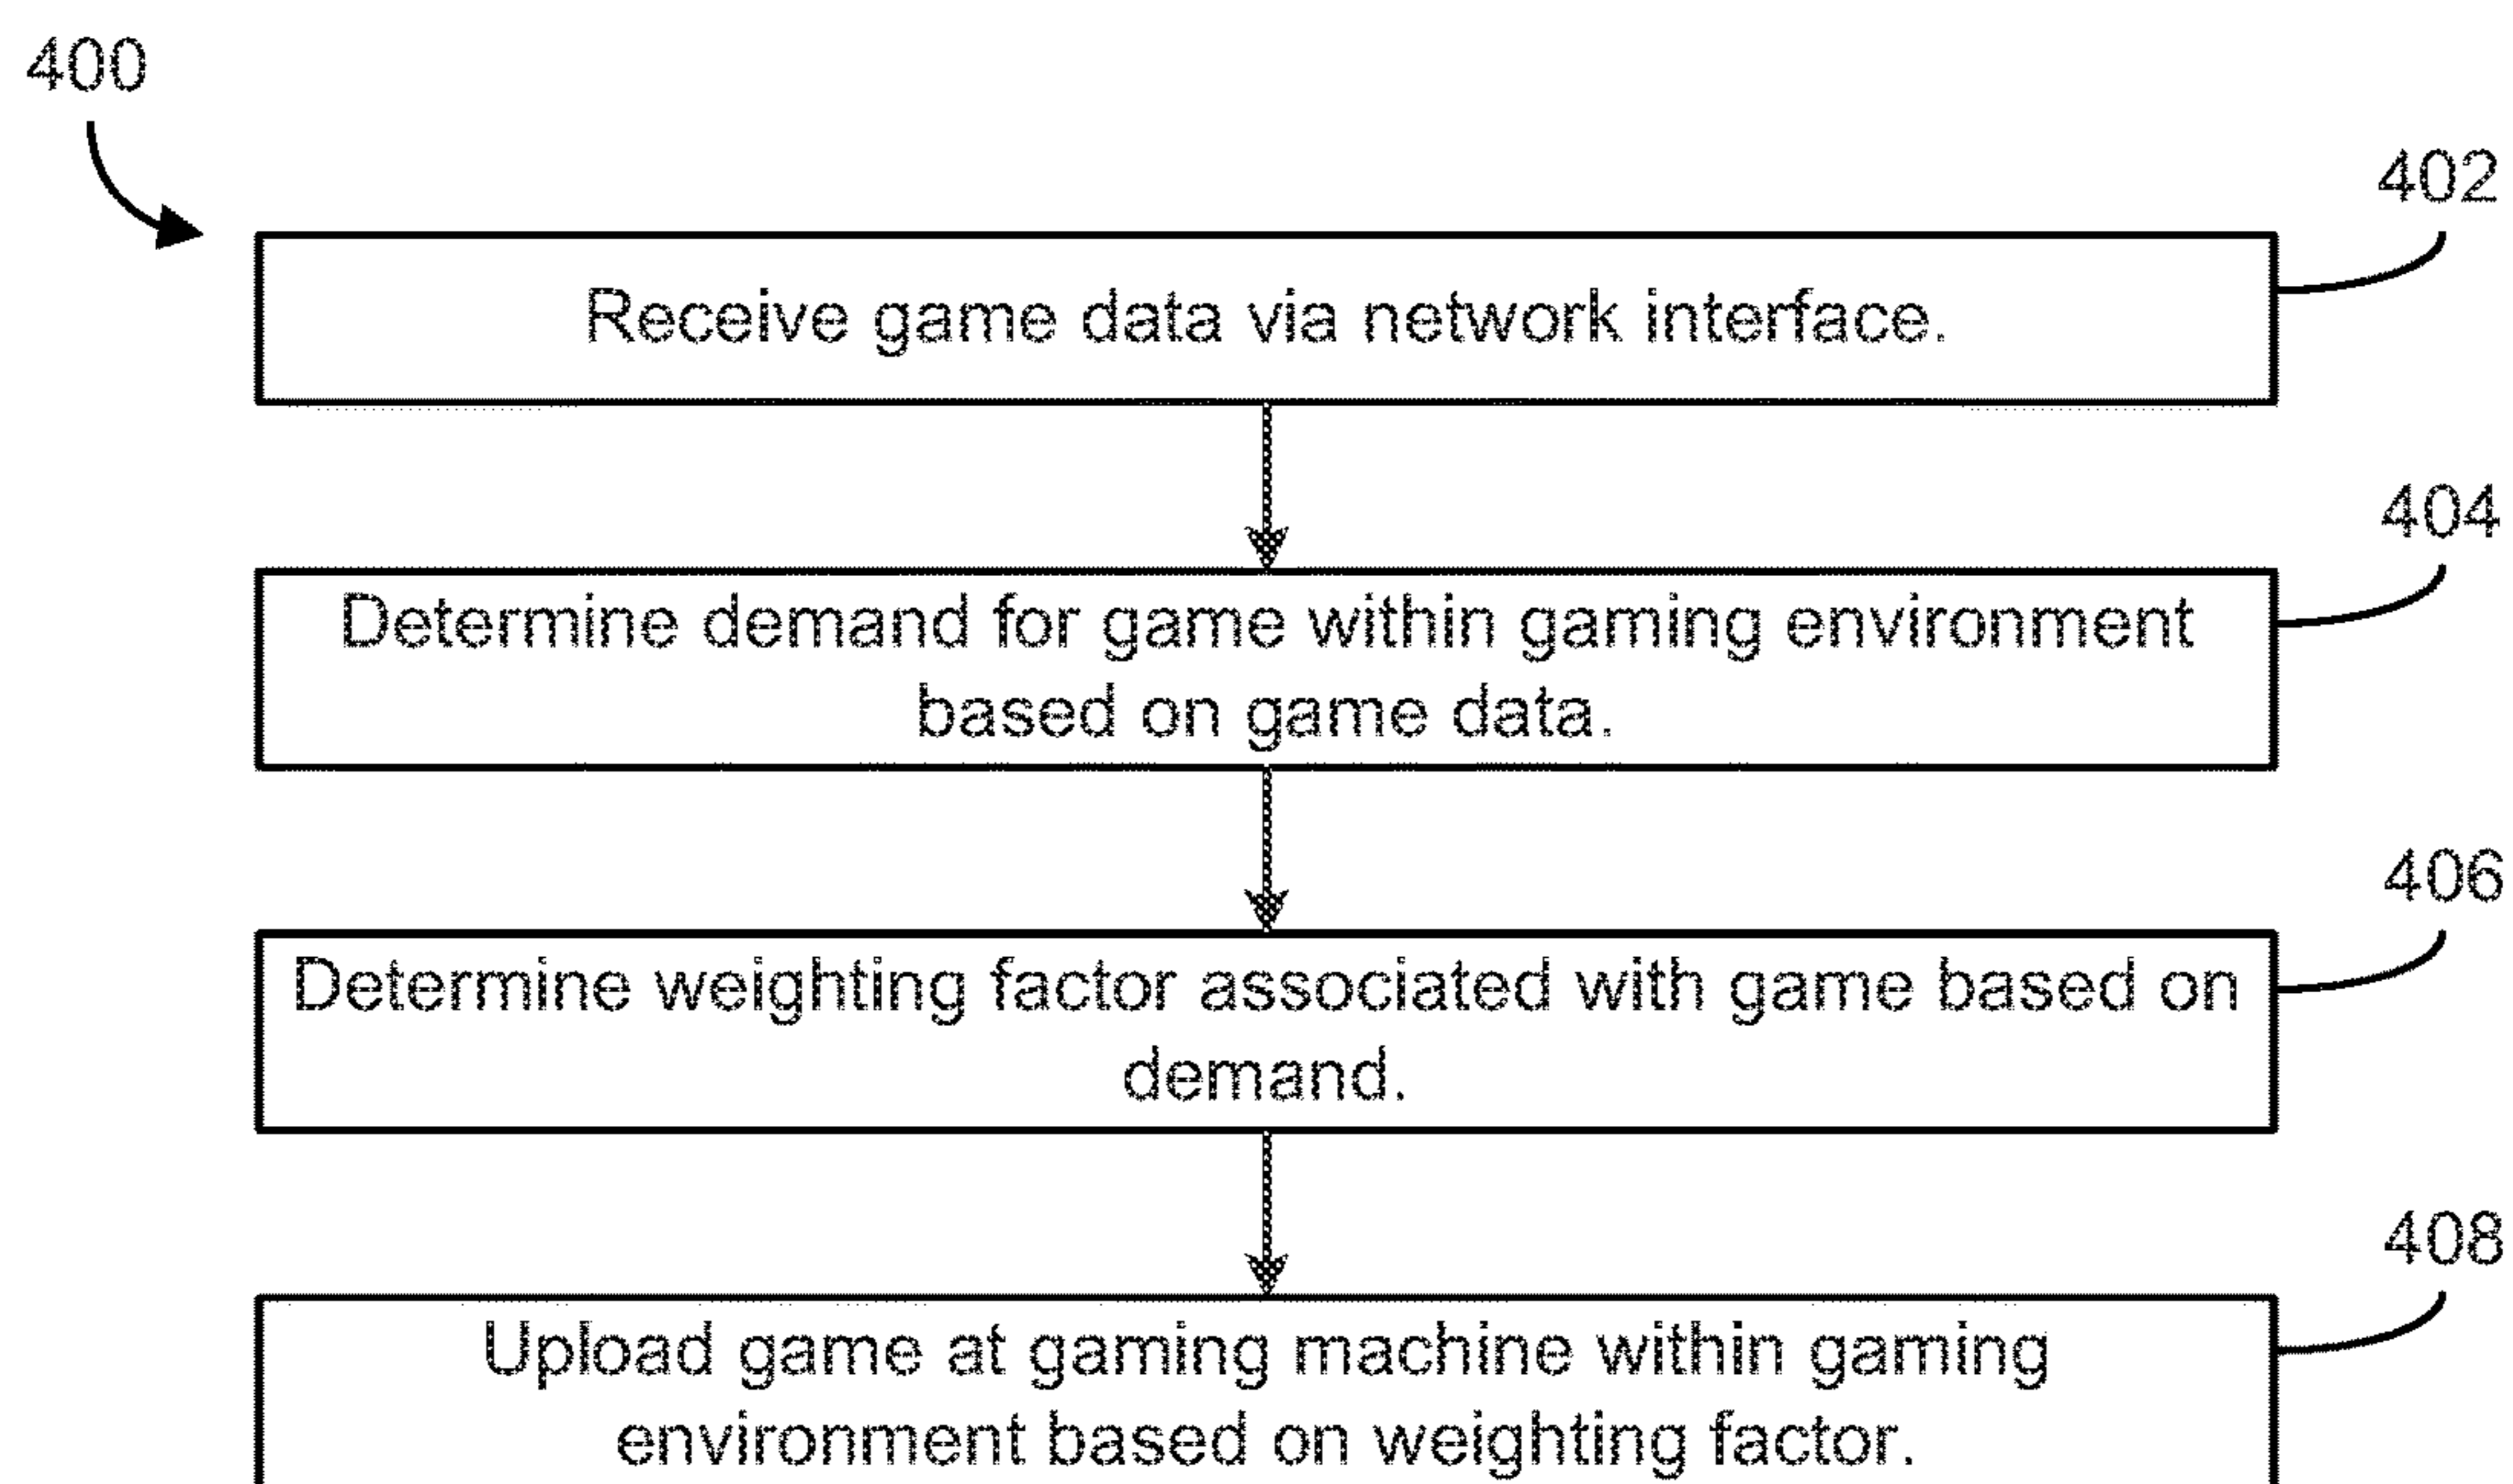 400
402
Receive game data via network interface.
404
Determine demand for game within gaming environment
based on game data.
406
Determine weighting factor associated with game based on
demand.
408
Upload game at gaming machine within gaming
environment based on weighting factor.